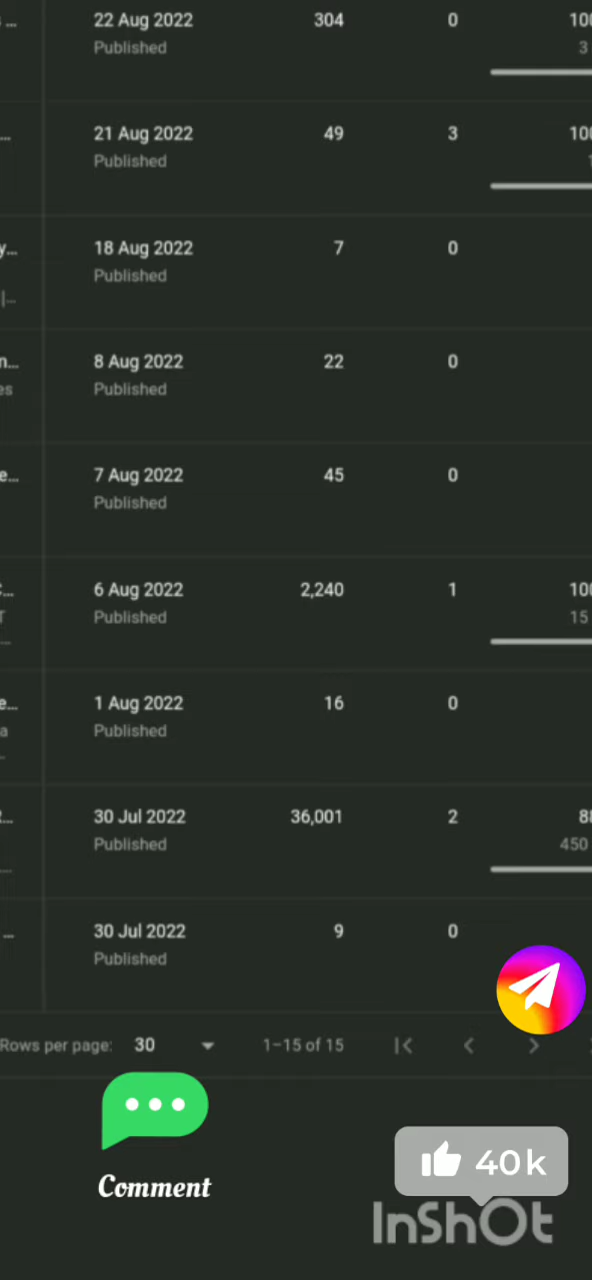 22 Aug 2022 304 0
Published 3
21 Aug 2022 49 3
Published
18 Aug 2022 7 0
Published
8 Aug 2022 22 0
es Published
7 Aug 2022 45 0
Published
6 Aug 2022 2,240 1
Published 15
1 Aug 2022 16 0
Published
30 Jul 2022 36,001 2
Published 450
30 Jul 2022 9 0
Published
Rows per page: 30 1–15 of 15
Comment
40k
InShOt